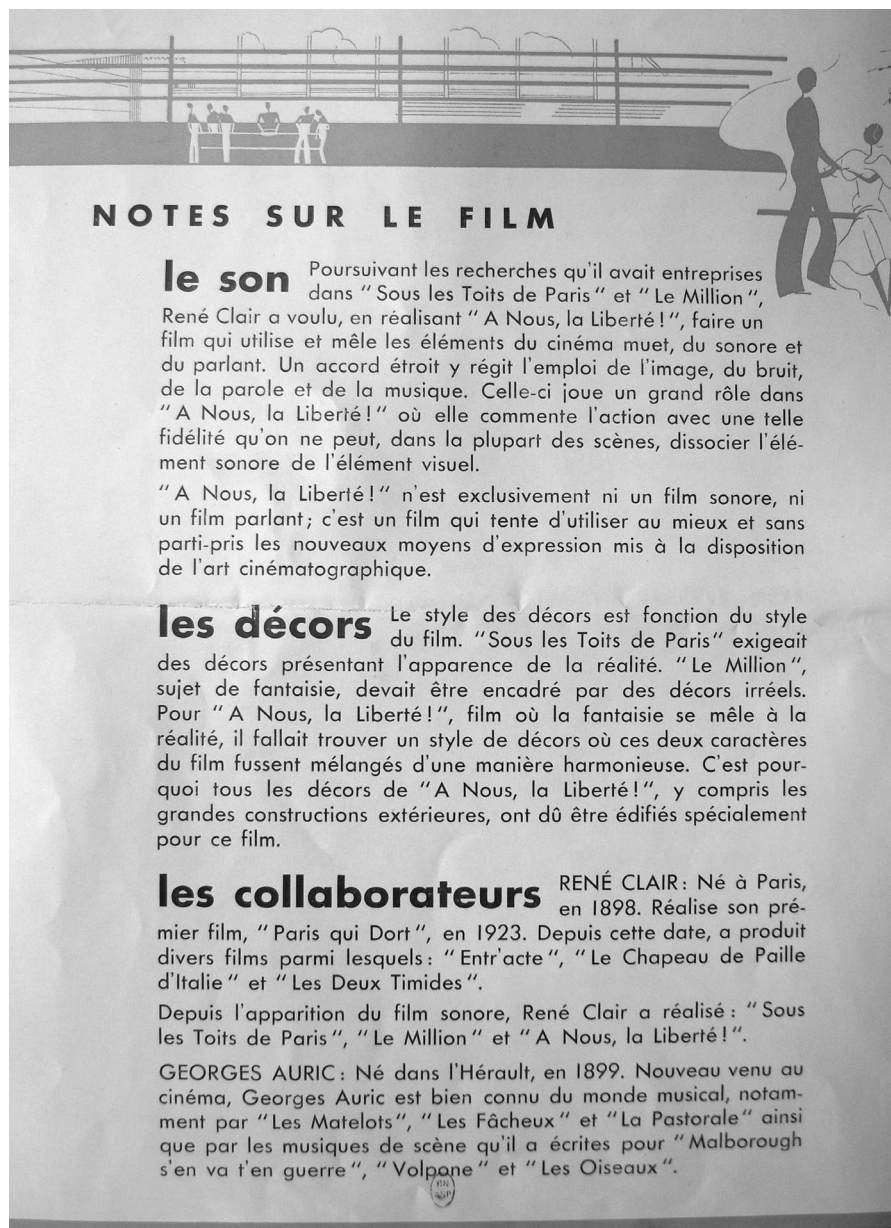 NOTES SUR LE FILM
le son Poursuivant les recherches qu'il avait entreprises
dans "Sous les Toits de Paris" et "Le Million",
René Clair a voulu, en réalisant "A Nous, la Liberté!", faire un
film qui utilise et mêle les éléments du cinéma muet, du sonore et
du parlant. Un accord étroit y régit l'emploi de l'image, du bruit,
de la parole et de la musique. Celle-ci joue un grand rôle dans
"A Nous, la Liberté!" où elle commente l'action avec une telle
fidélité qu'on ne peut, dans la plupart des scènes, dissocier l'élé-
ment sonore de l'élément visuel.
"A Nous, la Liberté!" n'est exclusivement ni un film sonore, ni
un film parlant; c'est un film qui tente d'utiliser au mieux et sans
parti-pris les nouveaux moyens d'expression mis à la disposition
de l'art cinématographique.
les décors Le style des décors est fonction du style
du film. "Sous les Toits de Paris" exigeait
des décors présentant l'apparence de la réalité. "Le Million",
sujet de fantaisie, devait être encadré par des décors irréels.
Pour "A Nous, la Liberté!", film où la fantaisie se mêle à la
réalité, il fallait trouver un style de décors où ces deux caractères
du film fussent mélangés d'une manière harmonieuse. C'est pour-
quoi tous les décors de "A Nous, la Liberté!", y compris les
grandes constructions extérieures, ont dû être édifiés spécialement
pour ce film.
les collaborateurs RENÉ CLAIR: Né à Paris,
en 1898. Réalise son pré-
mier film, "Paris qui Dort", en 1923. Depuis cette date, a produit
divers films parmi lesquels: "Entr'acte", "Le Chapeau de Paille
d'Italie" et "Les Deux Timides".
Depuis l'apparition du film sonore, René Clair a réalisé: "Sous
les Toits de Paris", "Le Million" et "A Nous, la Liberté!".
GEORGES AURIC: Né dans l'Hérault, en 1899. Nouveau venu au
cinéma, Georges Auric est bien connu du monde musical, notam-
ment par "Les Matelots", "Les Fâcheux" et "La Pastorale" ainsi
que par les musiques de scène qu'il a écrites pour "Malborough
s'en va t'en guerre", "Volpone" et "Les Oiseaux".